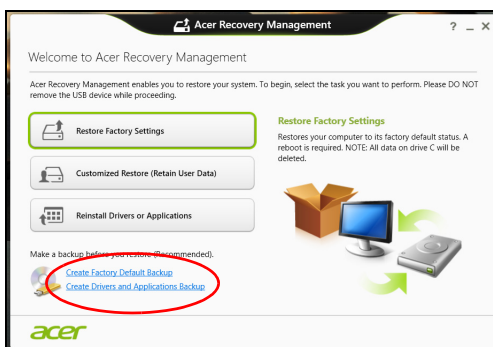 Acer Recovery Management
? _ X
Welcome to Acer Recovery Management
Acer Recovery Management enables you to restore your system. To begin, select the task you want to perform. Please DO NOT
remove the USB device while proceeding.
Restore Factory Settings
Customized Restore (Retain User Data)
Reinstall Drivers or Applications
Restore Factory Settings
Restores your computer to its factory default status. A
reboot is required. NOTE: All data on drive C will be
deleted.
Make a backup before you restore (Recommended).
Create Factory Default Backup
Create Drivers and Applications Backup
acer